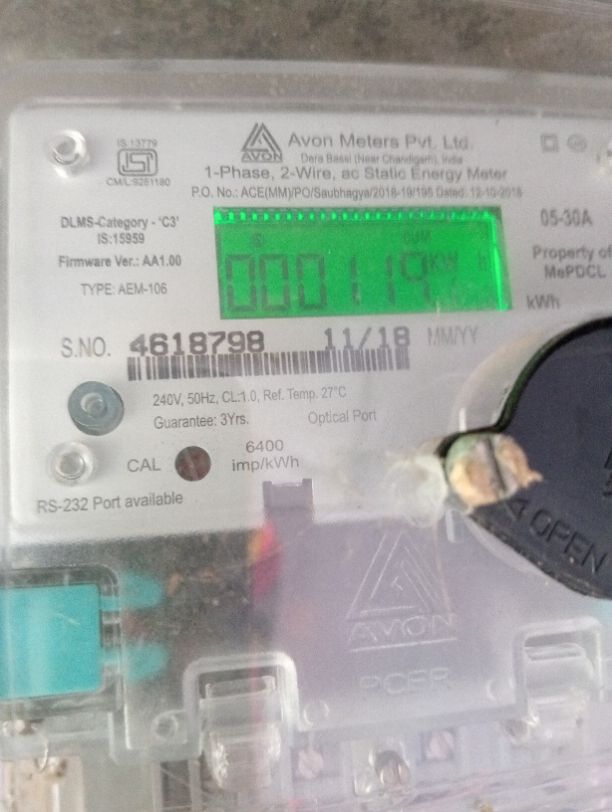 IS:13779
CM/L:9261180
AVON
Avon Meters Pvt. Ltd.
Dera Bassi (Near Chandigarh), India
1-Phase, 2-Wire, ac Static Energy Meter
P.O. No.: ACE(MM)/PO/Saubhagya/2018-19/195 Dated: 12-10-2018
DLMS-Category - 'C3'
IS:15959
Firmware Ver.: AA1.00
TYPE: AEM-106
CUM
000119 KW h
05-30A
Property of
MePDCL
kWh
S.NO. 4618798 11/18 MM/YY
240V, 50Hz, CL:1.0, Ref. Temp. 27°C
Guarantee: 3Yrs. Optical Port
CAL 6400
imp/kWh
RS-232 Port available
OPEN
AVON